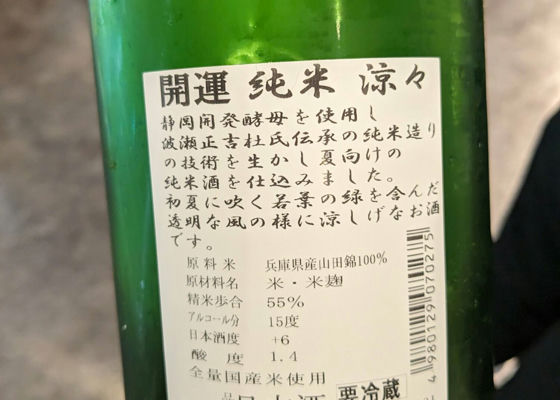 開運 純米 涼々
静岡開発酵母を使用し
波瀬正吉杜氏伝承の純米造り
の技術を生かし夏向けの
純米酒を仕込みました。
初夏に吹く若葉の緑を含んだ
透明な風の様に涼しげなお酒
です。
原料米 兵庫県産山田錦100%
原材料名 米・米麹
精米歩合 55%
アルコール分 15度
日本酒度 +6
酸度 1.4
全量国産米使用
要冷蔵
4 980129 070275